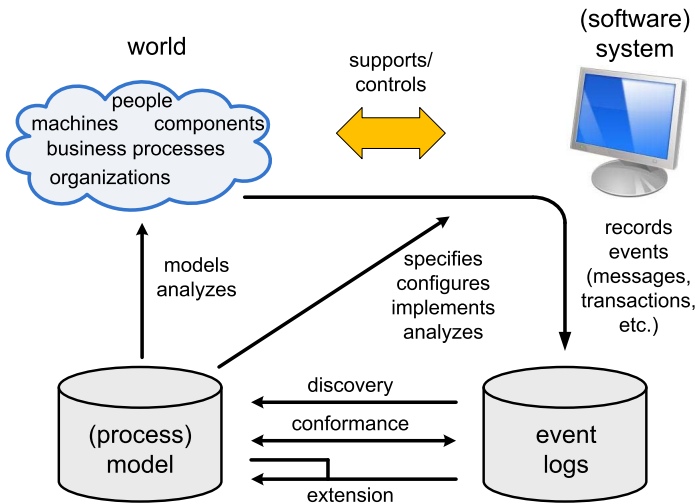 world
(software)
system
supports/
controls
people
machines components
business processes
organizations
models
analyzes
specifies
configures
implements
analyzes
records
events
(messages,
transactions,
etc.)
(process)
model
discovery
conformance
extension
event
logs